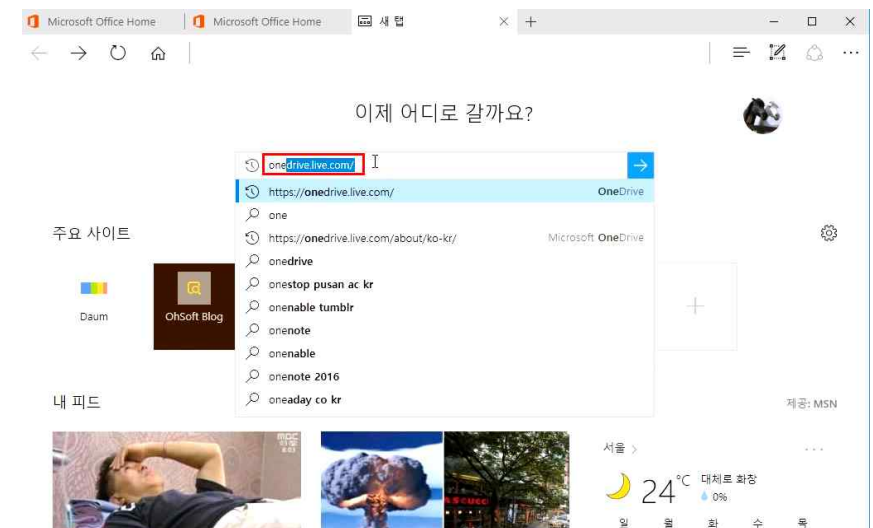 Microsoft Office Home
Microsoft Office Home
새 탭
이제 어디로 갈까요?
onedrive.live.com/
https://onedrive.live.com/ OneDrive
one
https://onedrive.live.com/about/ko-kr/ Microsoft OneDrive
onedrive
onestop pusan ac kr
onenable tumblr
onenote
onenable
onenote 2016
oneaday co kr
주요 사이트
Daum
OhSoft Blog
내 피드
제공: MSN
서울
24°C 대체로 화창
0%
일 월 화 수 목